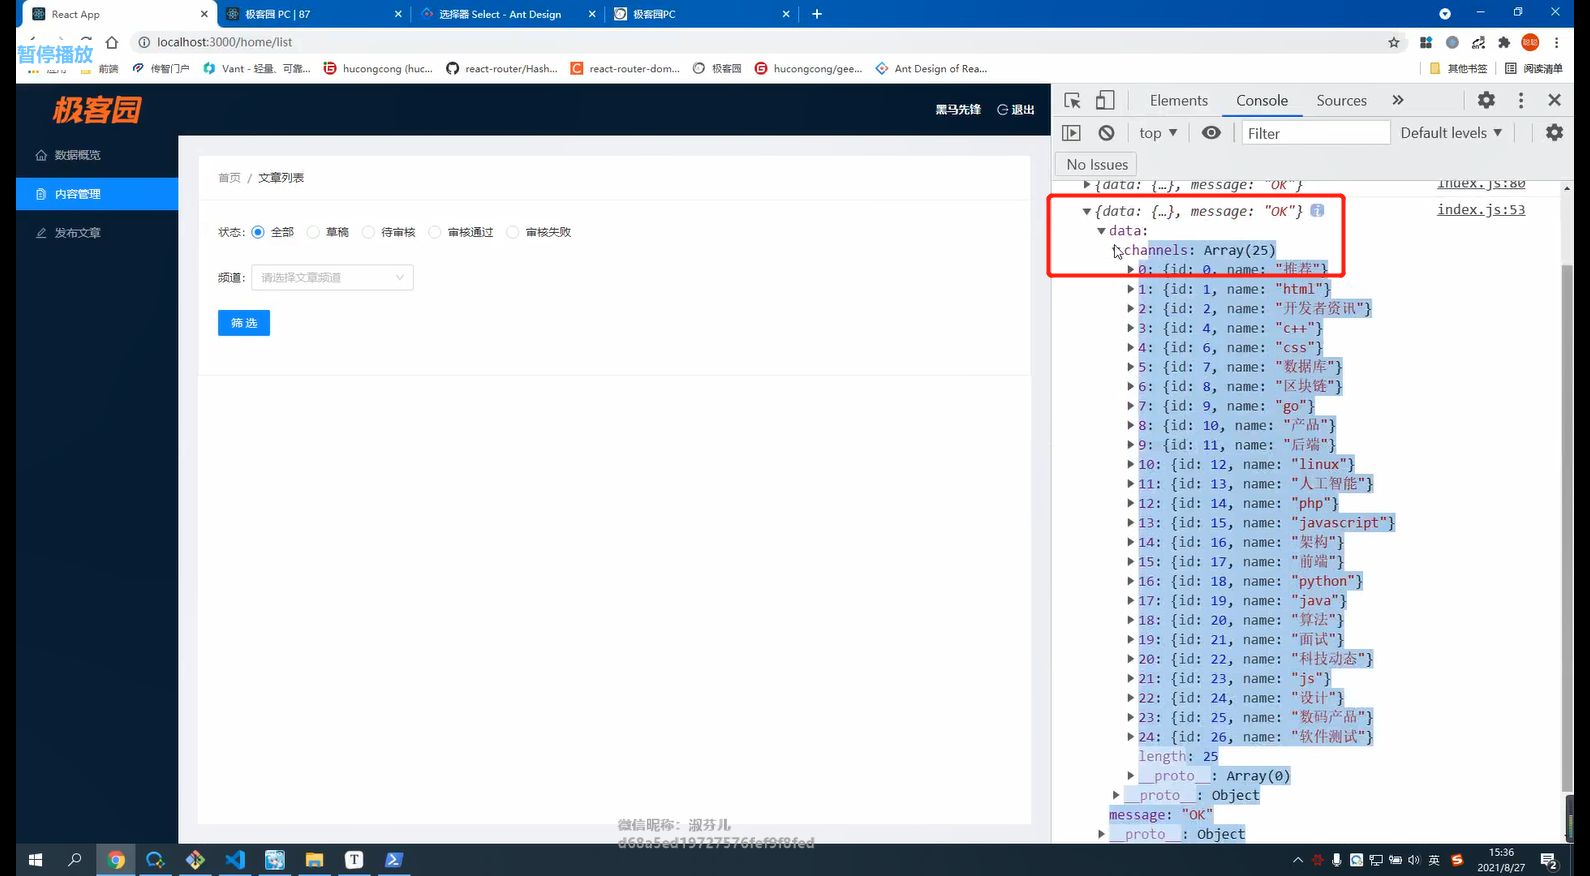 React App
极客园 PC | 87
选择器 Select - Ant Design
极客园PC
localhost:3000/home/list
聪聪
暂停播放
应用
前端
传智门户
Vant - 轻量、可靠...
hucongcong (huc...
react-router/Hash...
react-router-dom...
极客园
hucongcong/gee...
Ant Design of Rea...
其他书签
阅读清单
极客园
黑马先锋
退出
数据概览
内容管理
发布文章
首页 / 文章列表
状态: 全部 草稿 待审核 审核通过 审核失败
频道: 请选择文章频道
筛 选
Elements Console Sources
top Filter Default levels
No Issues
{data: {…}, message: "OK"} index.js:80
{data: {…}, message: "OK"} index.js:53
data:
channels: Array(25)
0: {id: 0, name: "推荐"}
1: {id: 1, name: "html"}
2: {id: 2, name: "开发者资讯"}
3: {id: 4, name: "c++"}
4: {id: 6, name: "css"}
5: {id: 7, name: "数据库"}
6: {id: 8, name: "区块链"}
7: {id: 9, name: "go"}
8: {id: 10, name: "产品"}
9: {id: 11, name: "后端"}
10: {id: 12, name: "linux"}
11: {id: 13, name: "人工智能"}
12: {id: 14, name: "php"}
13: {id: 15, name: "javascript"}
14: {id: 16, name: "架构"}
15: {id: 17, name: "前端"}
16: {id: 18, name: "python"}
17: {id: 19, name: "java"}
18: {id: 20, name: "算法"}
19: {id: 21, name: "面试"}
20: {id: 22, name: "科技动态"}
21: {id: 23, name: "js"}
22: {id: 24, name: "设计"}
23: {id: 25, name: "数码产品"}
24: {id: 26, name: "软件测试"}
length: 25
__proto__: Array(0)
__proto__: Object
message: "OK"
__proto__: Object
微信昵称: 淑芬儿
d68a5ed19727576fef9f8fed
英
15:36
2021/8/27
2